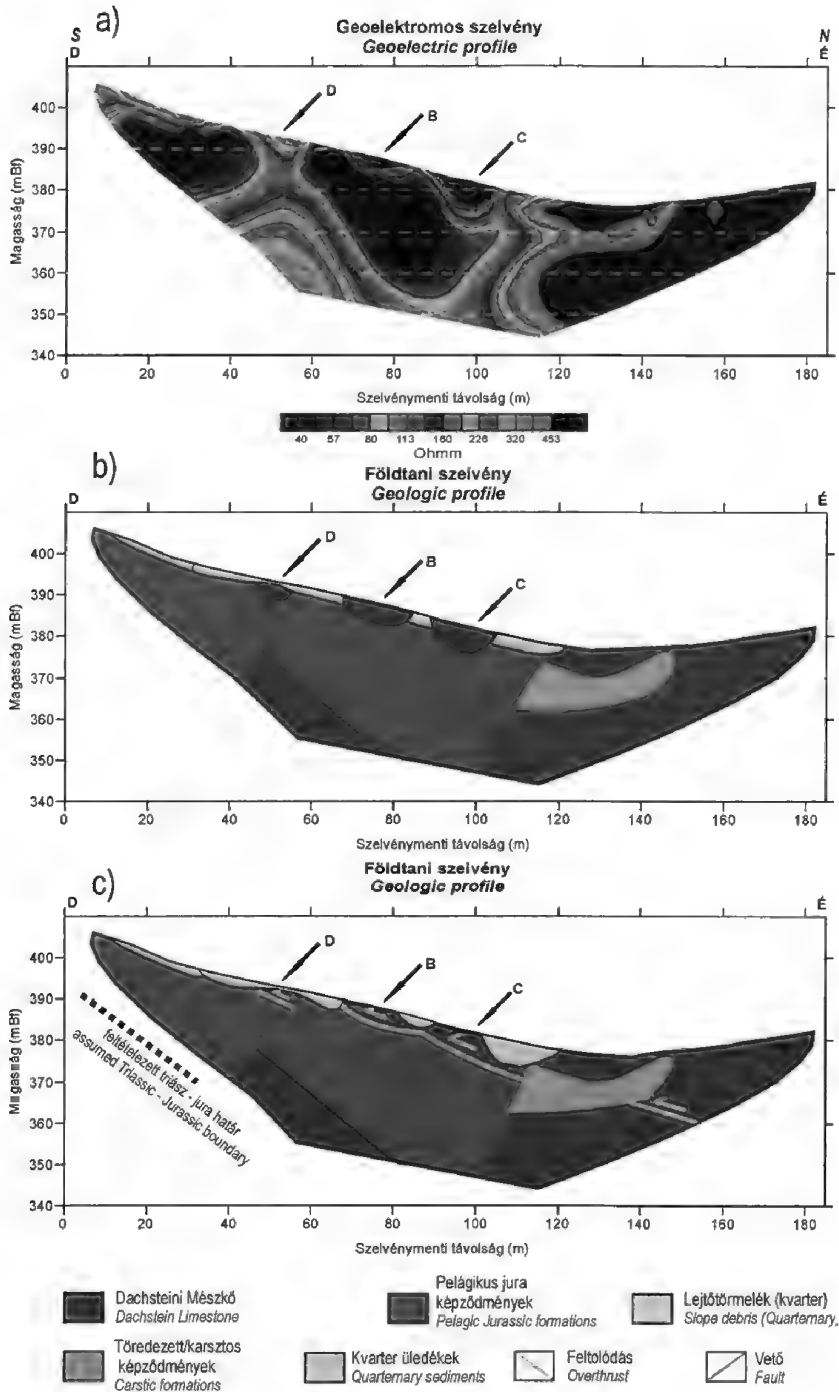 a)
Geoelektromos szelvény
Geoelectric profile
S
D
N
É
D
B
C
Magasság (mBf)
400
390
380
370
360
350
340
0 20 40 60 80 100 120 140 160 180
Szelvénymenti távolság (m)
40 57 80 113 160 226 320 453
Ohmm
b)
Földtani szelvény
Geologic profile
D
É
D
B
C
Magasság (mBf)
400
390
380
370
360
350
340
0 20 40 60 80 100 120 140 160 180
Szelvénymenti távolság (m)
c)
Földtani szelvény
Geologic profile
D
É
D
B
C
Magasság (mBf)
400
390
380
370
360
350
340
feltételezett triász - jura határ
assumed Triassic - Jurassic boundary
0 20 40 60 80 100 120 140 160 180
Szelvénymenti távolság (m)
Dachsteini Mészkő
Dachstein Limestone
Pelágikus jura
képződmények
Pelagic Jurassic formations
Lejtőtörmelék (kvarter)
Slope debris (Quaternary,
Töredezett/karsztos
képződmények
Carstic formations
Kvarter üledékek
Quarternary sediments
Feltolódás
Overthrust
Vető
Fault